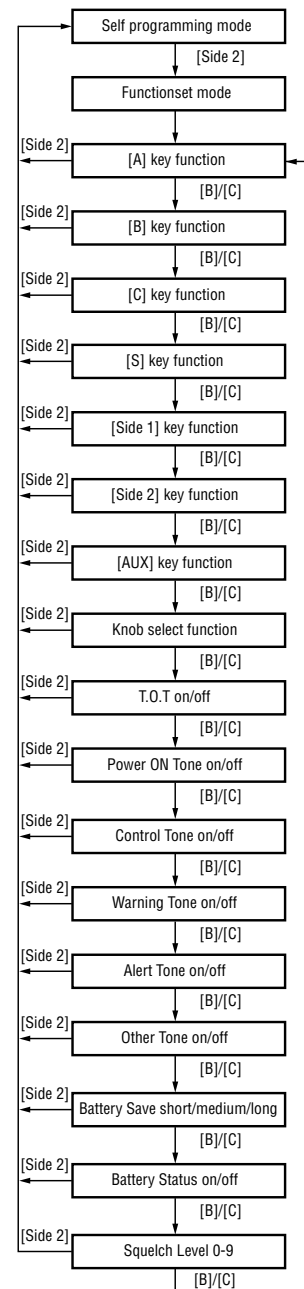 Self programming mode
[Side 2]
Functionset mode
[Side 2]
[A] key function
[B]/[C]
[Side 2]
[B] key function
[B]/[C]
[Side 2]
[C] key function
[B]/[C]
[Side 2]
[S] key function
[B]/[C]
[Side 2]
[Side 1] key function
[B]/[C]
[Side 2]
[Side 2] key function
[B]/[C]
[Side 2]
[AUX] key function
[B]/[C]
[Side 2]
Knob select function
[B]/[C]
[Side 2]
T.O.T on/off
[B]/[C]
[Side 2]
Power ON Tone on/off
[B]/[C]
[Side 2]
Control Tone on/off
[B]/[C]
[Side 2]
Warning Tone on/off
[B]/[C]
[Side 2]
Alert Tone on/off
[B]/[C]
[Side 2]
Other Tone on/off
[B]/[C]
[Side 2]
Battery Save short/medium/long
[B]/[C]
[Side 2]
Battery Status on/off
[B]/[C]
[Side 2]
Squelch Level 0-9
[B]/[C]